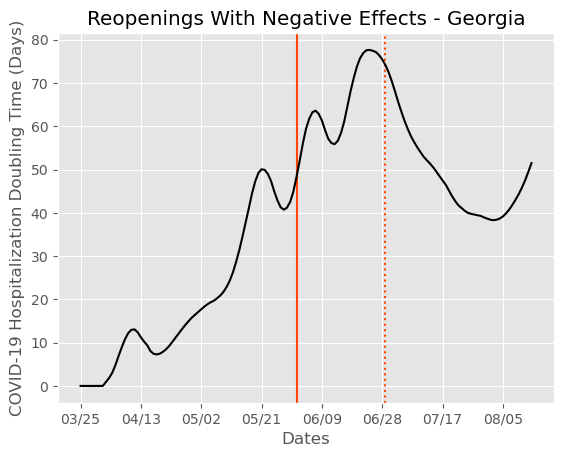 Reopenings With Negative Effects - Georgia
COVID-19 Hospitalization Doubling Time (Days)
80
70
60
50
40
30
20
10
0
03/25 04/13 05/02 05/21 06/09 06/28 07/17 08/05
Dates